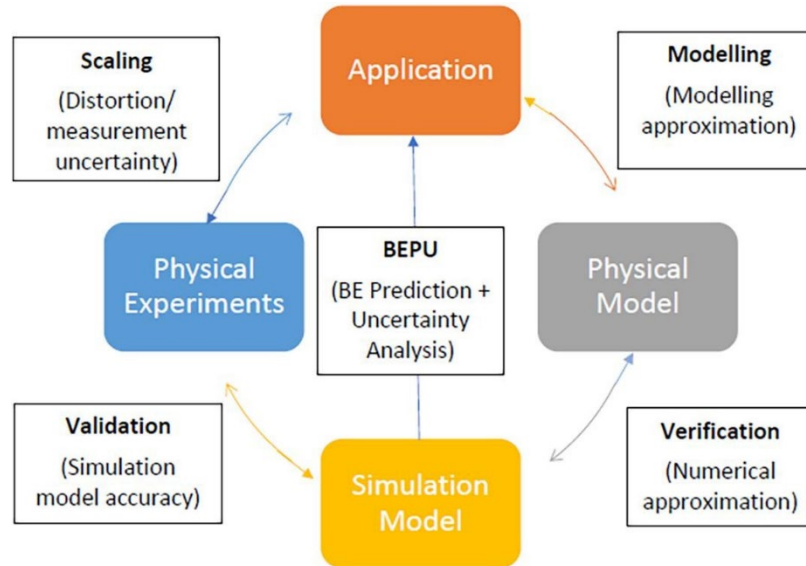 Scaling
(Distortion/
measurement
uncertainty)
Application
Modelling
(Modelling
approximation)
Physical
Experiments
BEPU
(BE Prediction +
Uncertainty
Analysis)
Physical
Model
Validation
(Simulation
model accuracy)
Simulation
Model
Verification
(Numerical
approximation)